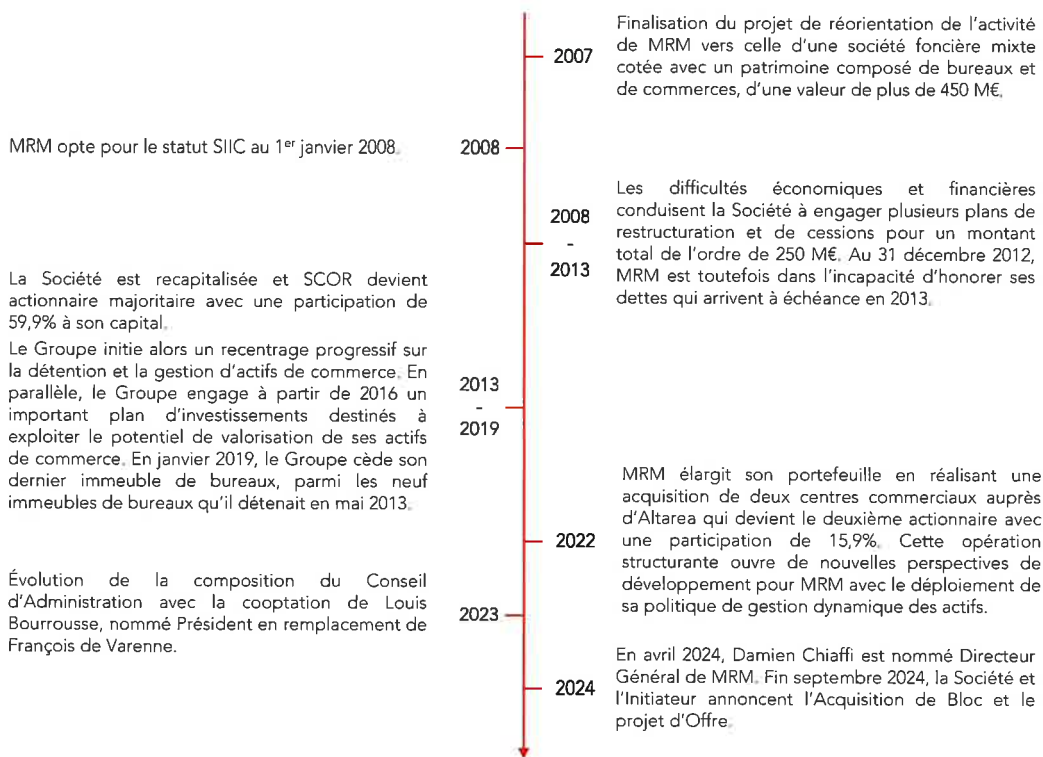 Finalisation du projet de réorientation de l'activité
de MRM vers celle d'une société foncière mixte
cotée avec un patrimoine composé de bureaux et
de commerces, d'une valeur de plus de 450 M€.
2007
MRM opte pour le statut SIIC au 1er janvier 2008.
2008
Les difficultés économiques et financières
conduisent la Société à engager plusieurs plans de
restructuration et de cessions pour un montant
total de l'ordre de 250 M€. Au 31 décembre 2012,
MRM est toutefois dans l'incapacité d'honorer ses
dettes qui arrivent à échéance en 2013.
2008
-
2013
La Société est recapitalisée et SCOR devient
actionnaire majoritaire avec une participation de
59,9% à son capital.
Le Groupe initie alors un recentrage progressif sur
la détention et la gestion d'actifs de commerce. En
parallèle, le Groupe engage à partir de 2016 un
important plan d'investissements destinés à
exploiter le potentiel de valorisation de ses actifs
de commerce. En janvier 2019, le Groupe cède son
dernier immeuble de bureaux, parmi les neuf
immeubles de bureaux qu'il détenait en mai 2013.
2013
-
2019
MRM élargit son portefeuille en réalisant une
acquisition de deux centres commerciaux auprès
d'Altarea qui devient le deuxième actionnaire avec
une participation de 15,9%. Cette opération
structurante ouvre de nouvelles perspectives de
développement pour MRM avec le déploiement de
sa politique de gestion dynamique des actifs.
2022
Évolution de la composition du Conseil
d'Administration avec la cooptation de Louis
Bourrousse, nommé Président en remplacement de
François de Varenne.
2023
En avril 2024, Damien Chiaffi est nommé Directeur
Général de MRM. Fin septembre 2024, la Société et
l'Initiateur annoncent l'Acquisition de Bloc et le
projet d'Offre.
2024